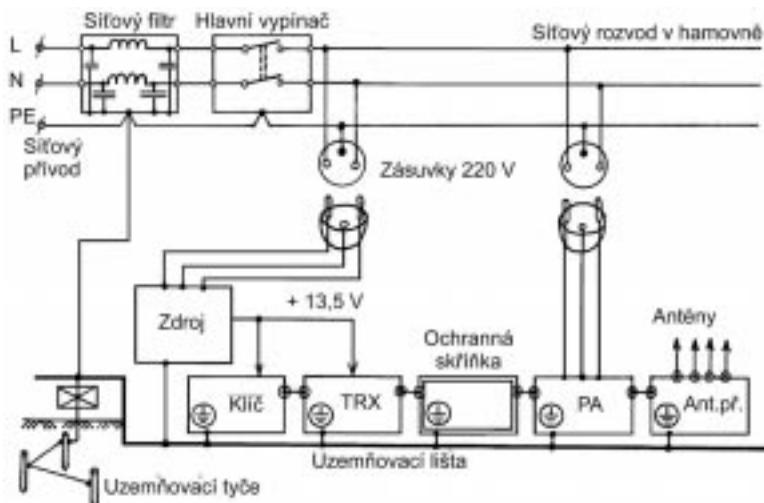 Síťový filtr
Hlavní vypínač
L
Síťový rozvod v hamovně
N
PE
Síťový
přívod
Zásuvky 220 V
Zdroj
+ 13,5 V
Ochranná
skříňka
Antény
Klíč
TRX
PA
Ant.př.
Uzemňovací lišta
Uzemňovací tyče